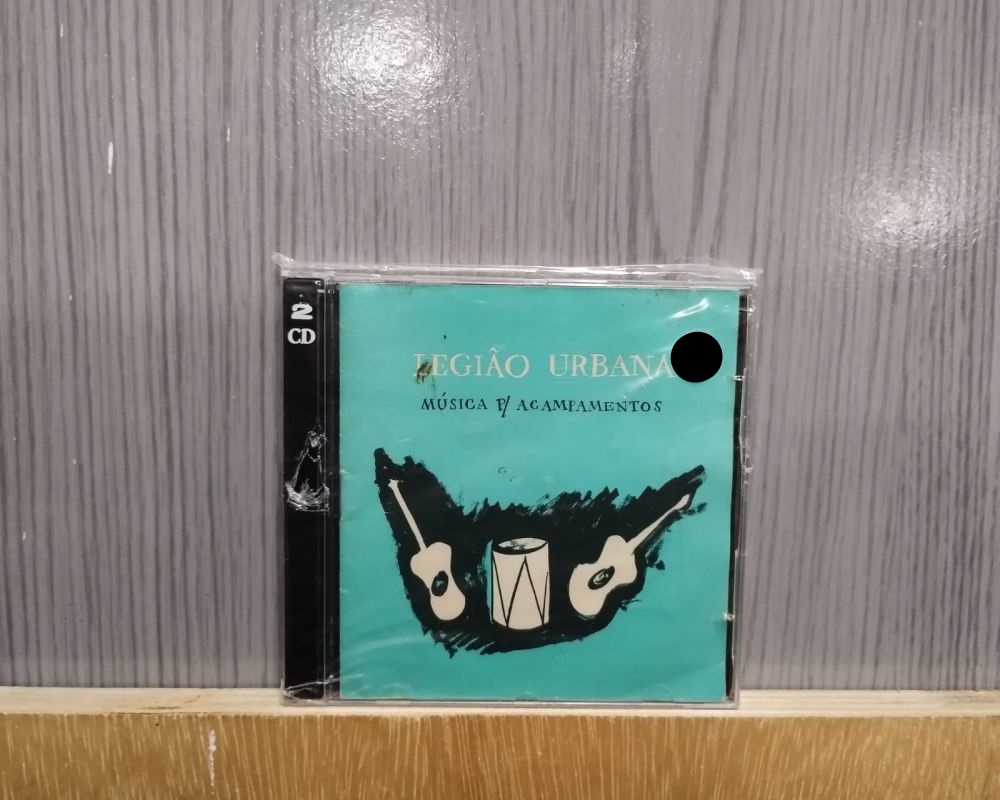 2
CD
LEGIÃO URBANA
MÚSICA P/ ACAMPAMENTOS